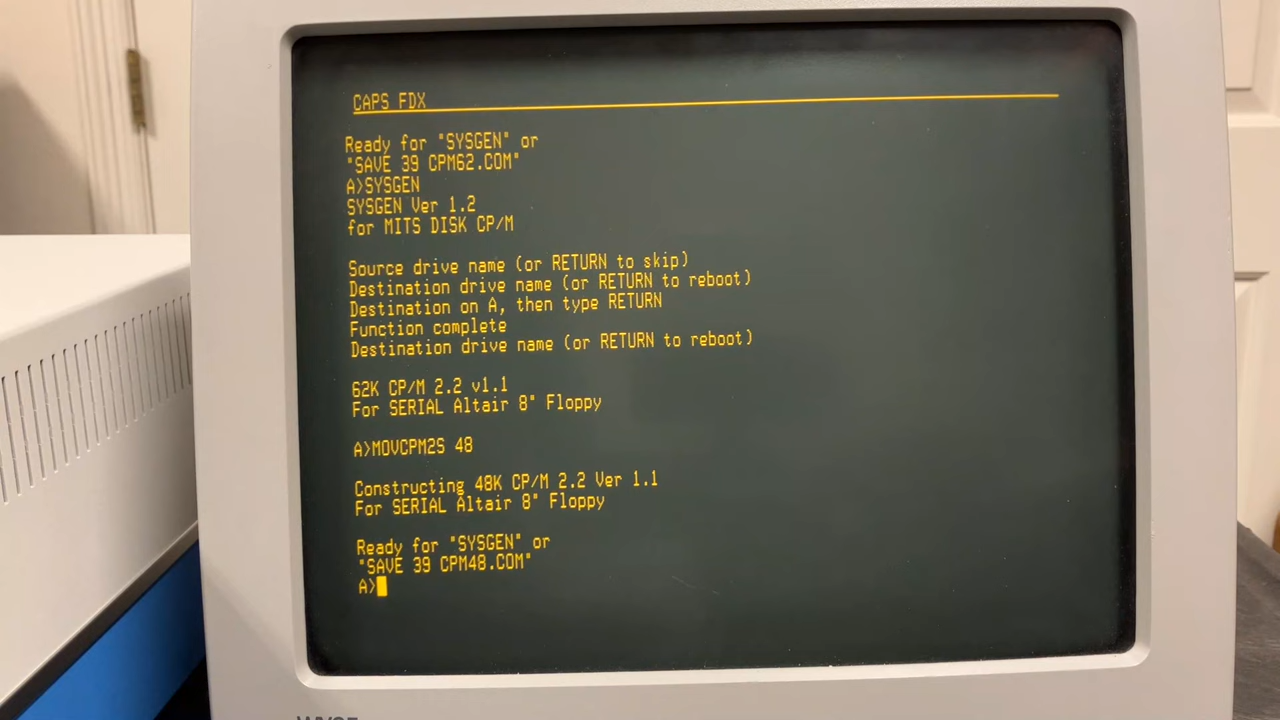 CAPS FDX
Ready for "SYSGEN" or
"SAVE 39 CPM62.COM"
A>SYSGEN
SYSGEN Ver 1.2
for MITS DISK CP/M
Source drive name (or RETURN to skip)
Destination drive name (or RETURN to reboot)
Destination on A, then type RETURN
Function complete
Destination drive name (or RETURN to reboot)
62K CP/M 2.2 v1.1
For SERIAL Altair 8" Floppy
A>MOVCPM2S 48
Constructing 48K CP/M 2.2 Ver 1.1
For SERIAL Altair 8" Floppy
Ready for "SYSGEN" or
"SAVE 39 CPM48.COM"
A>